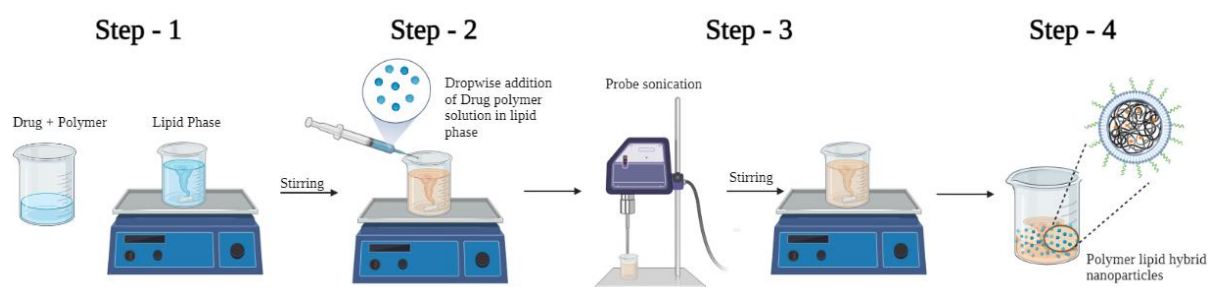 Step - 1
Step - 2
Step - 3
Step - 4
Drug + Polymer
Lipid Phase
Stirring
Dropwise addition
of Drug polymer
solution in lipid
phase
Probe sonication
Stirring
Polymer lipid hybrid
nanoparticles